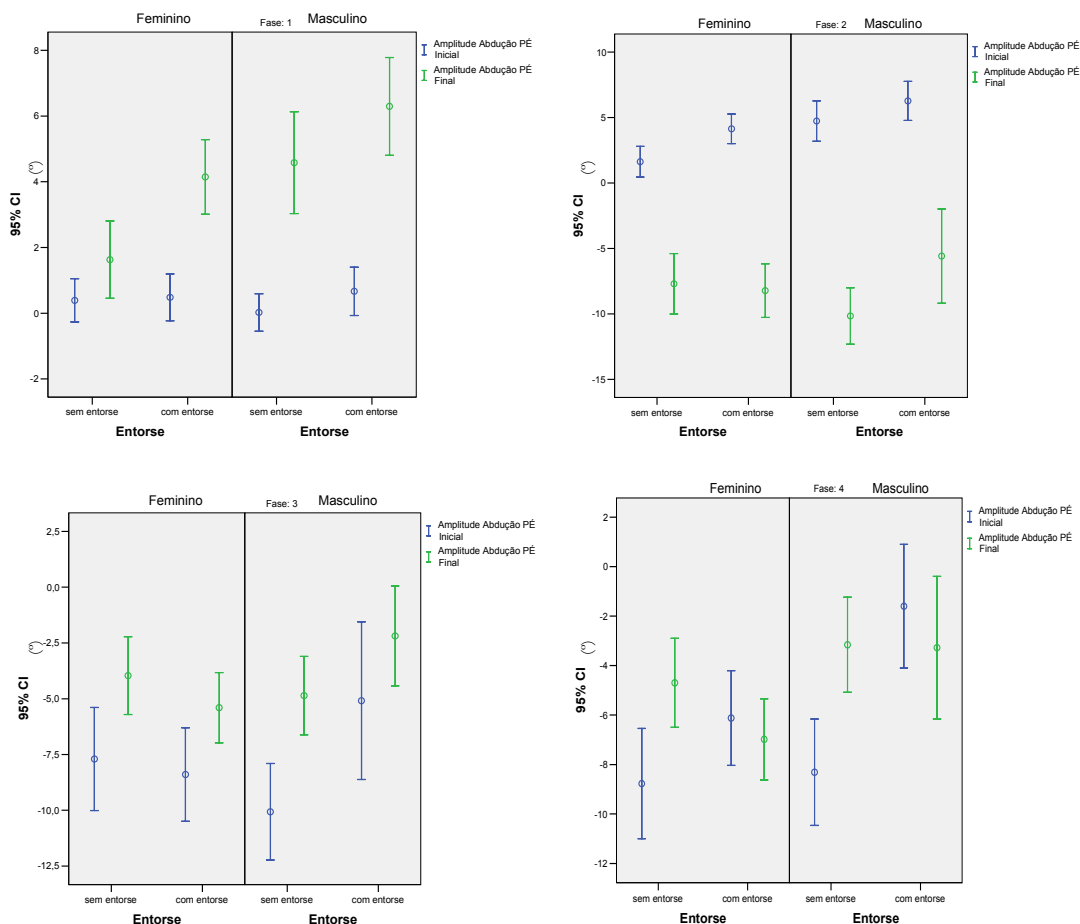 Feminino Fase: 1 Masculino
8
6
4
2
0
-2
95% CI (º)
Amplitude Abdução PÉ
Inicial
Amplitude Abdução PÉ
Final
sem entorse com entorse sem entorse com entorse
Entorse Entorse
Feminino Fase: 2 Masculino
10
5
0
-5
-10
-15
95% CI (º)
Amplitude Abdução PÉ
Inicial
Amplitude Abdução PÉ
Final
sem entorse com entorse sem entorse com entorse
Entorse Entorse
Feminino Fase: 3 Masculino
2,5
0,0
-2,5
-5,0
-7,5
-10,0
-12,5
95% CI (º)
Amplitude Abdução PÉ
Inicial
Amplitude Abdução PÉ
Final
sem entorse com entorse sem entorse com entorse
Entorse Entorse
Feminino Fase: 4 Masculino
2
0
-2
-4
-6
-8
-10
-12
95% CI (º)
Amplitude Abdução PÉ
Inicial
Amplitude Abdução PÉ
Final
sem entorse com entorse sem entorse com entorse
Entorse Entorse